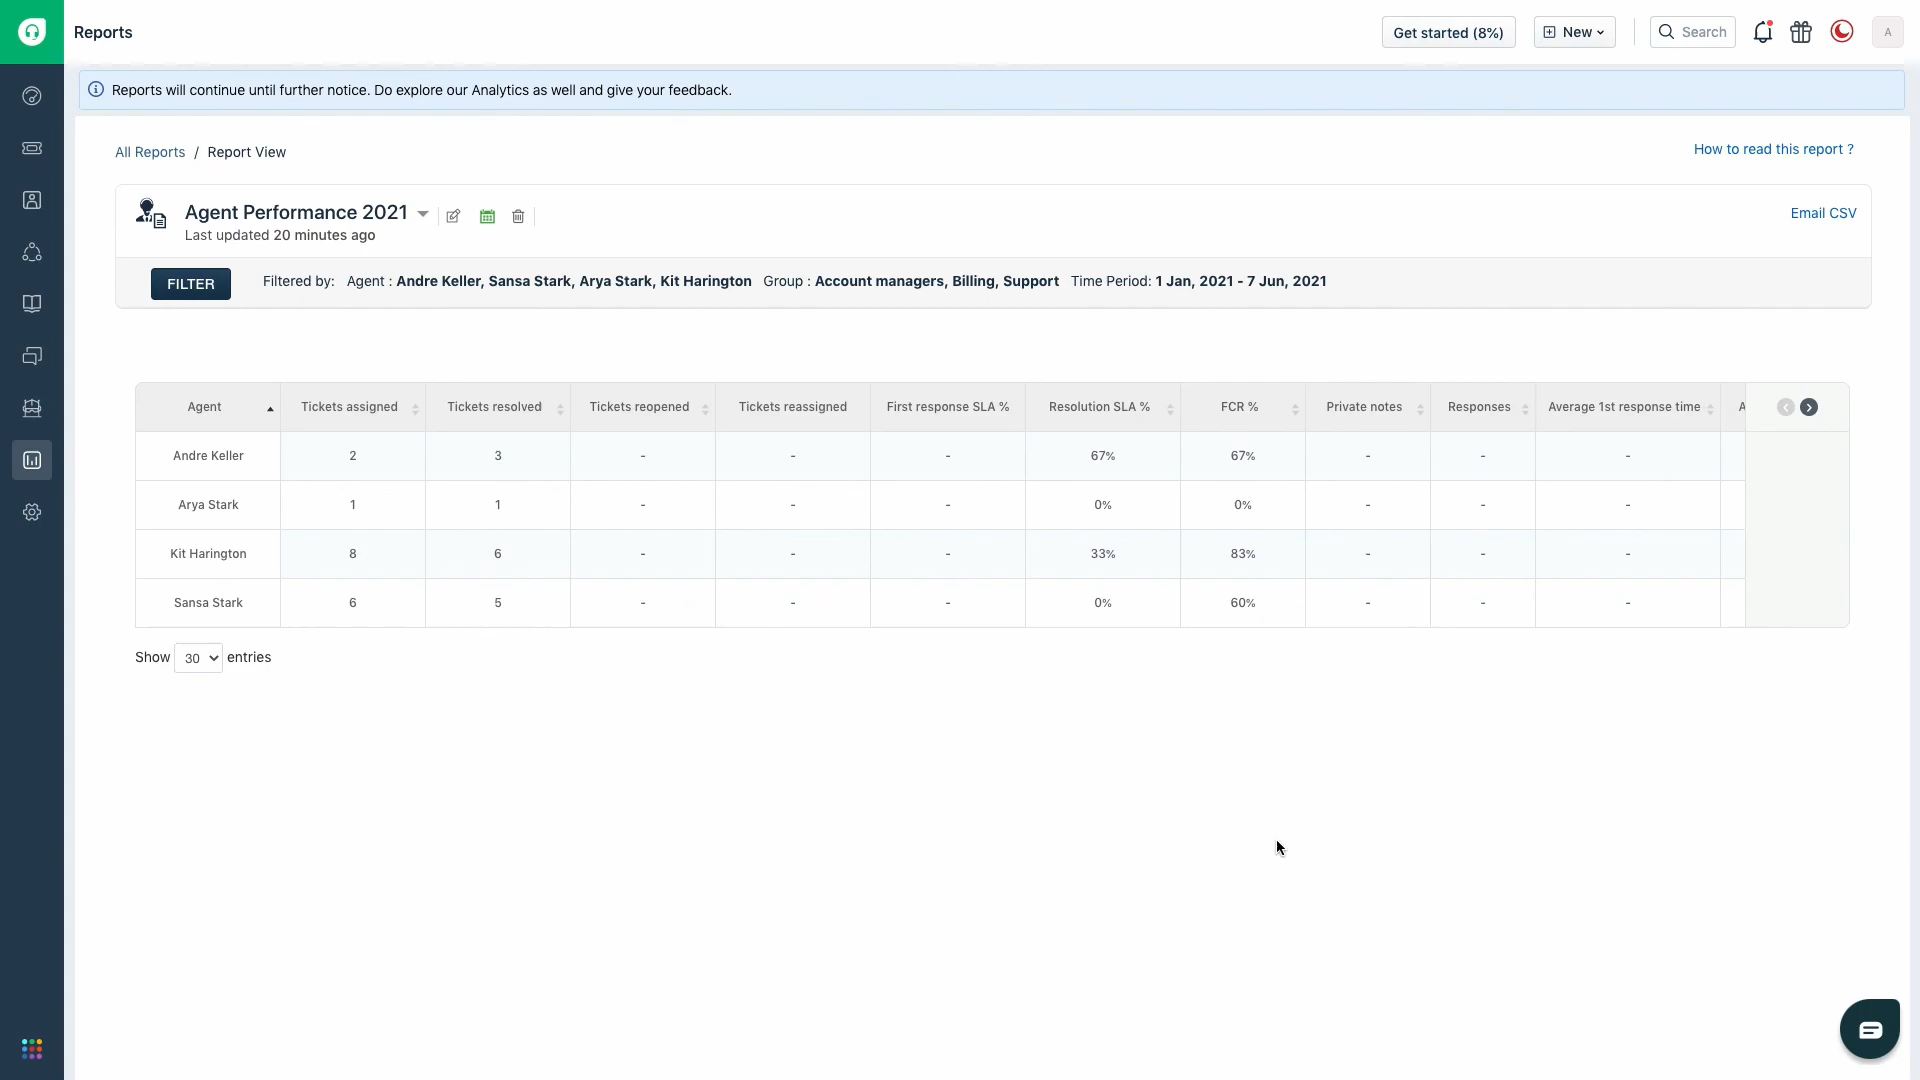 Reports
Get started (8%)
New
Search
A
Reports will continue until further notice. Do explore our Analytics as well and give your feedback.
All Reports / Report View
How to read this report ?
Agent Performance 2021
Email CSV
Last updated 20 minutes ago
FILTER
Filtered by: Agent : Andre Keller, Sansa Stark, Arya Stark, Kit Harington Group : Account managers, Billing, Support Time Period: 1 Jan, 2021 - 7 Jun, 2021
Agent Tickets assigned Tickets resolved Tickets reopened Tickets reassigned First response SLA % Resolution SLA % FCR % Private notes Responses Average 1st response time A
Andre Keller 2 3 - - - 67% 67% - - -
Arya Stark 1 1 - - - 0% 0% - - -
Kit Harington 8 6 - - - 33% 83% - - -
Sansa Stark 6 5 - - - 0% 60% - - -
Show 30 entries